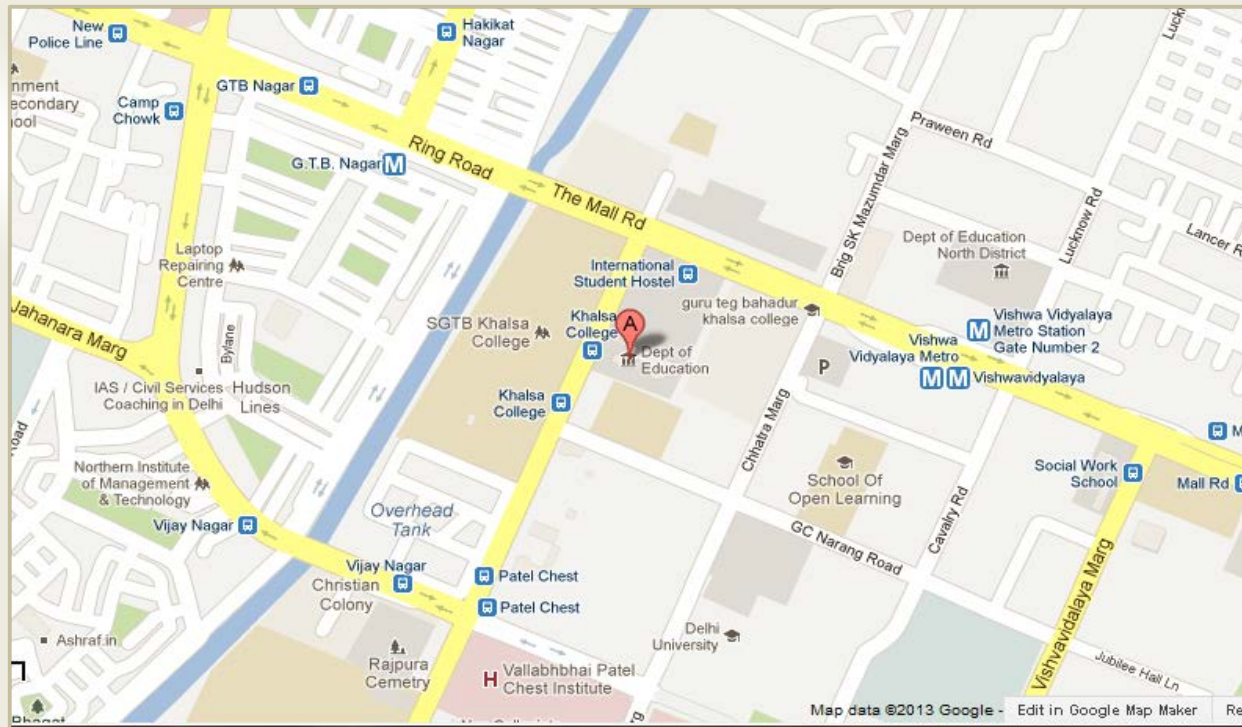 New
Police Line
Hakikat
Nagar
GTB Nagar
nment
econdary
ool
Camp
Chowk
G.T.B. Nagar
M
Ring Road
The Mall Rd
Praween Rd
Brig SK Mazumdar Marg
Lucknow Rd
Lancer R
Dept of Education
North District
Laptop
Repairing
Centre
International
Student Hostel
guru teg bahadur
khalsa college
Jahanara Marg
Bylane
SGTB Khalsa
College
Khalsa
College
A
Dept of
Education
M
Vishwa Vidyalaya
Metro Station
Gate Number 2
Vishwa
Vidyalaya Metro
M
M
Vishwavidyalaya
P
IAS / Civil Services
Coaching in Delhi
Hudson
Lines
Khalsa
College
Chhatra Marg
Road
Northern Institute
of Management
& Technology
School Of
Open Learning
Social Work
School
M
Mall Rd
Vijay Nagar
Overhead
Tank
GC Narang Road
Cavalry Rd
Vijay Nagar
Christian
Colony
Patel Chest
Patel Chest
Vishvavidalaya Marg
Ashraf.in
Rajpura
Cemetry
H
Vallabhbhai Patel
Chest Institute
Delhi
University
Jubilee Hall Ln
Map data ©2013 Google -
Edit in Google Map Maker
Re